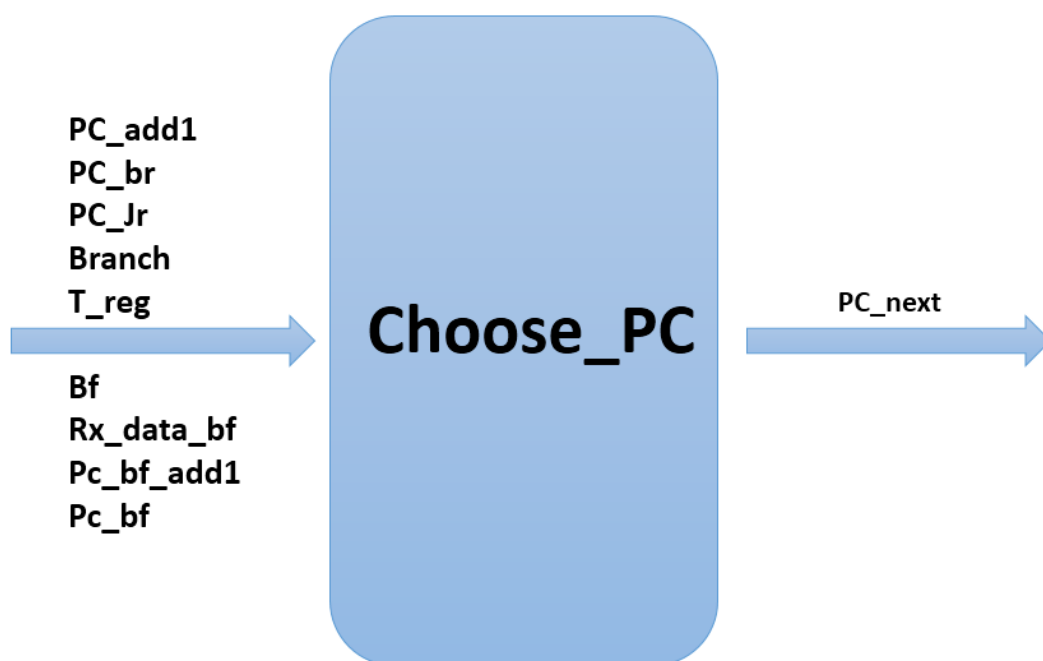 PC_add1
PC_br
PC_Jr
Branch
T_reg
Bf
Rx_data_bf
Pc_bf_add1
Pc_bf
Choose_PC
PC_next